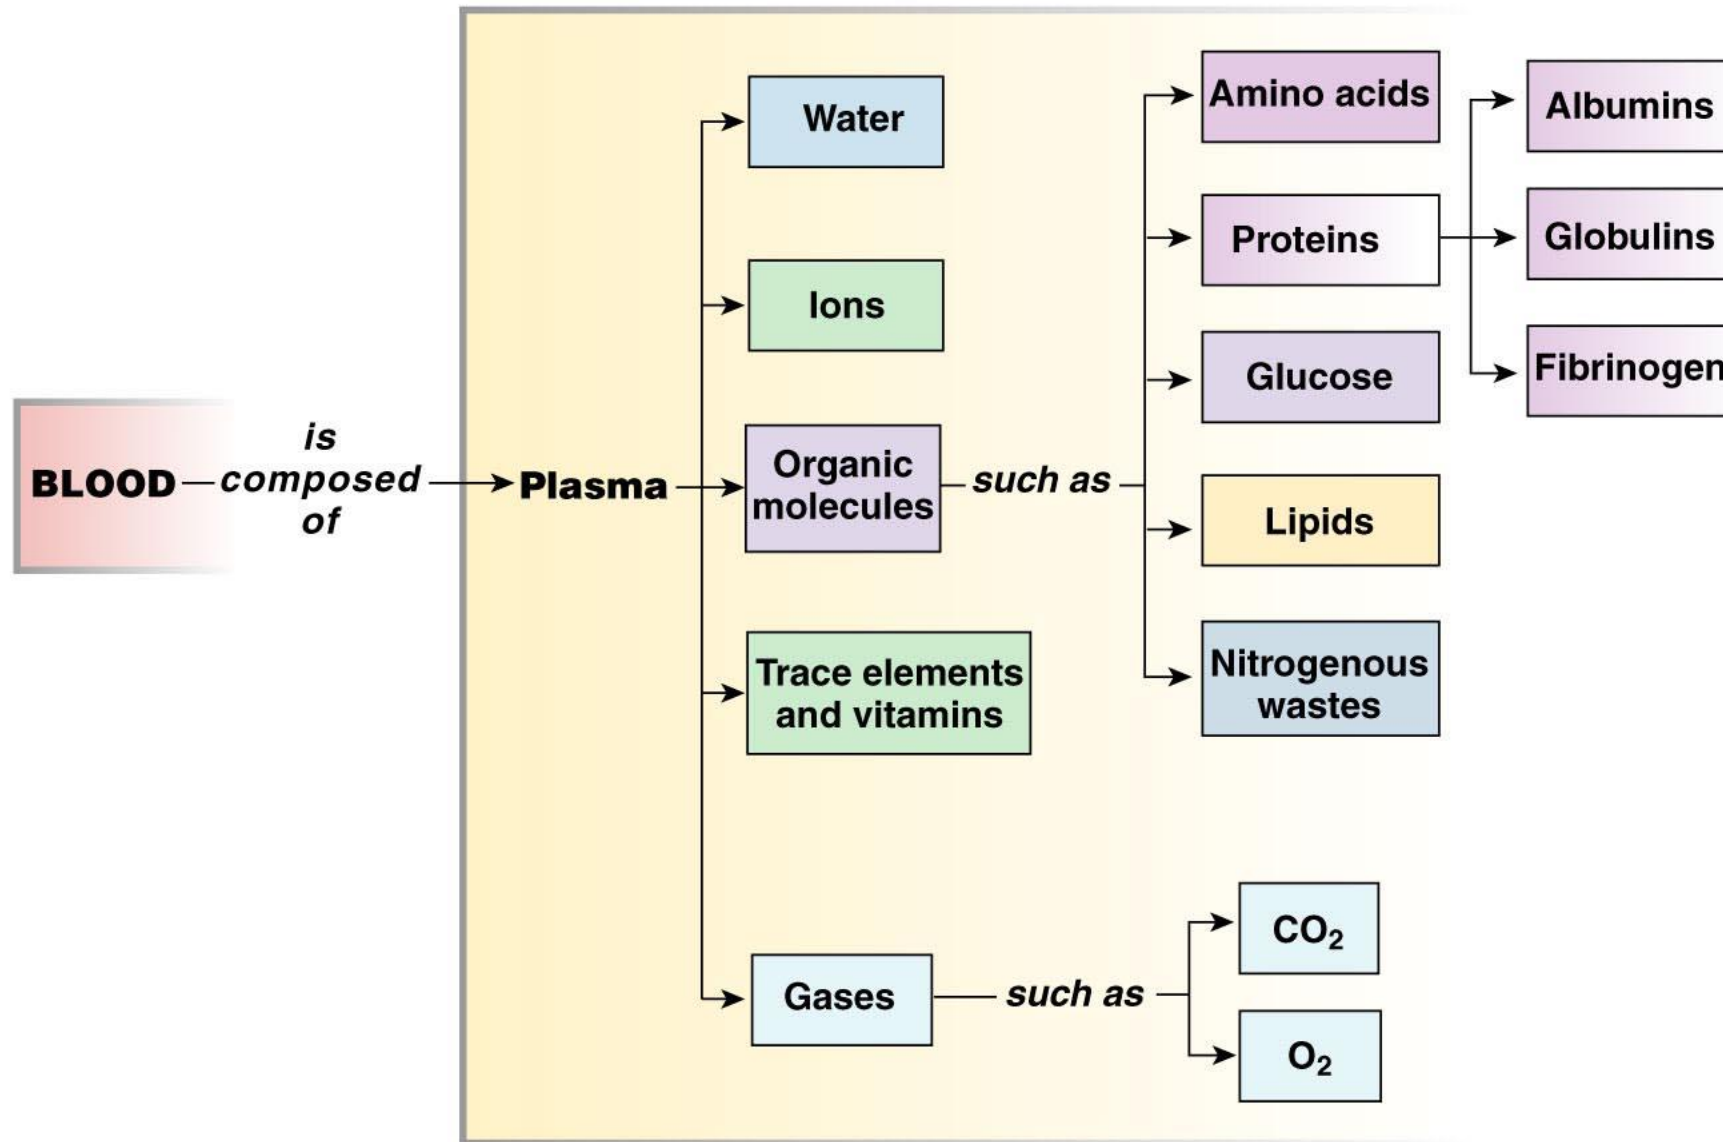 BLOOD
is
composed
of
Plasma
Water
Ions
Organic
molecules
such as
Amino acids
Proteins
Albumins
Globulins
Fibrinogen
Glucose
Lipids
Nitrogenous
wastes
Trace elements
and vitamins
Gases
such as
CO₂
O₂